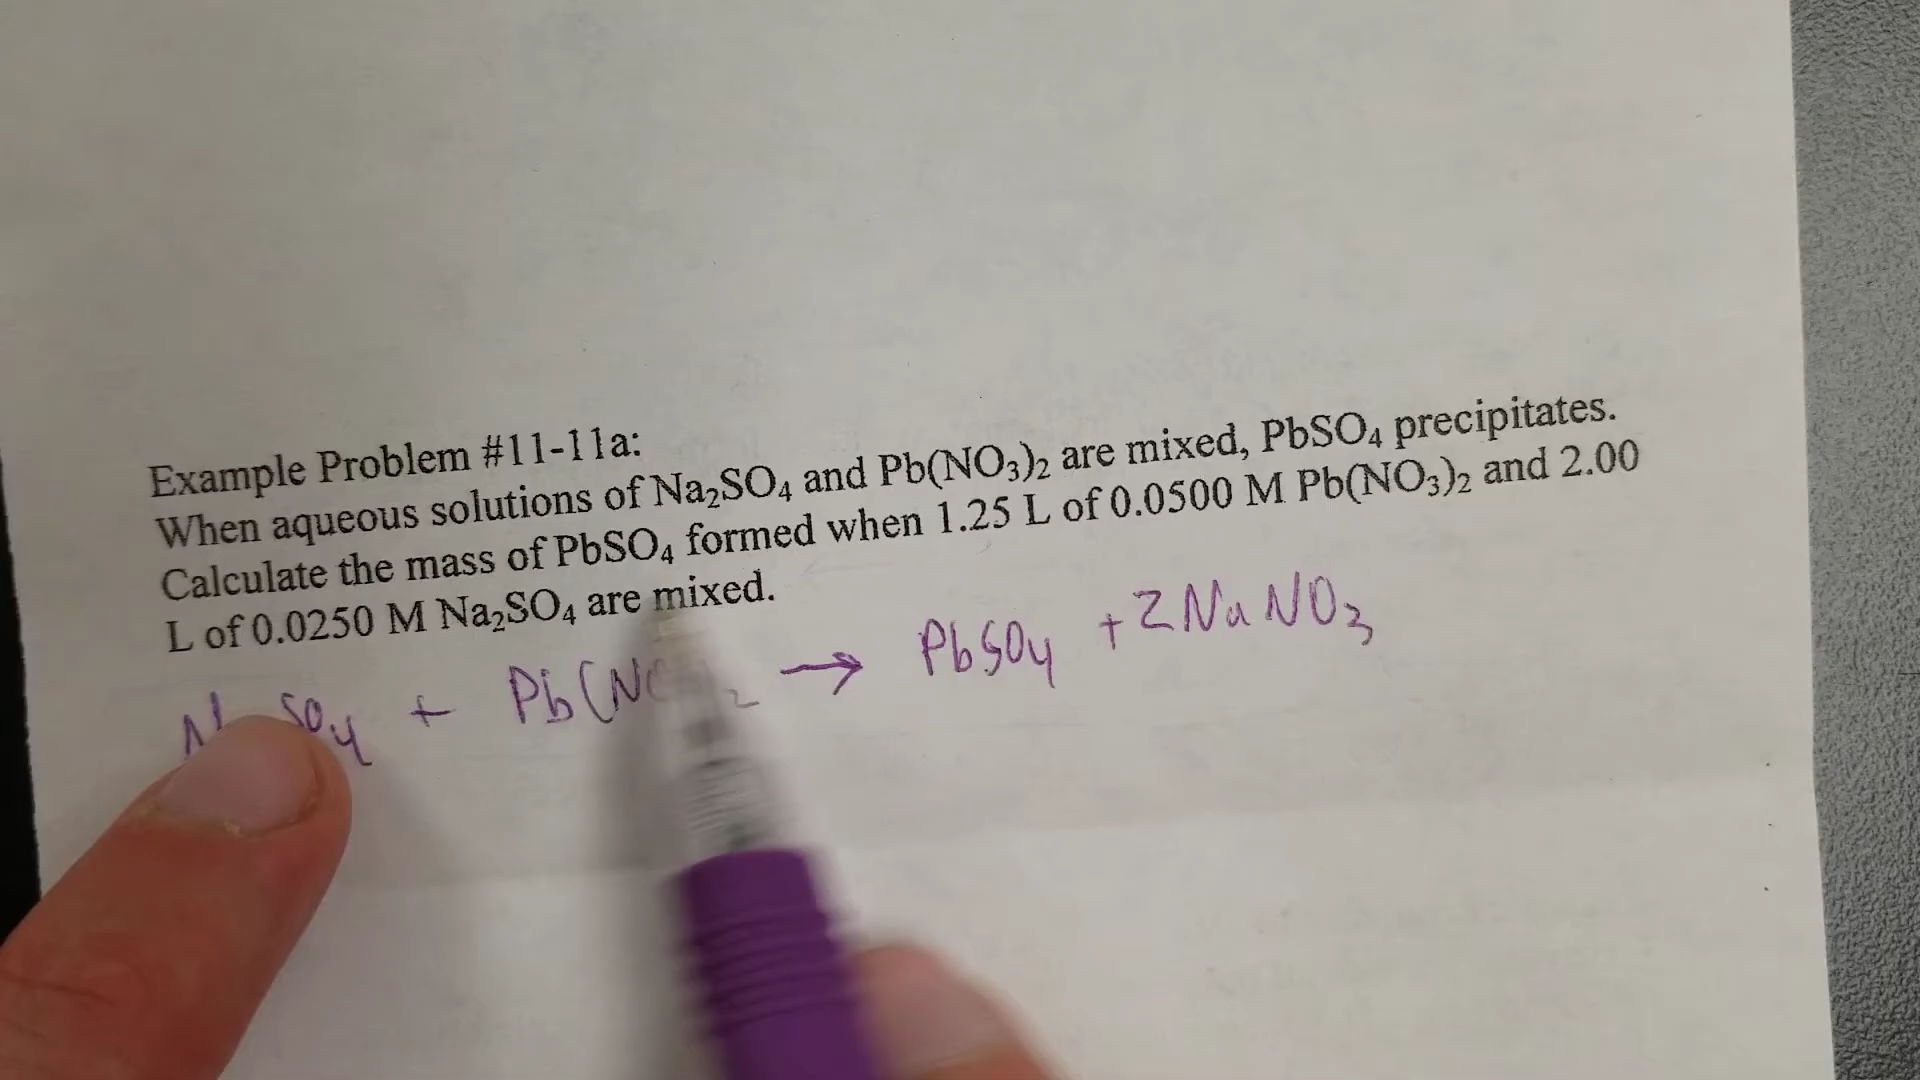 Example Problem #11-11a:
When aqueous solutions of Na₂SO₄ and Pb(NO₃)₂ are mixed, PbSO₄ precipitates.
Calculate the mass of PbSO₄ formed when 1.25 L of 0.0500 M Pb(NO₃)₂ and 2.00
L of 0.0250 M Na₂SO₄ are mixed.
SO₄ + Pb(N ₂ → PbSO₄ + 2NaNO₃